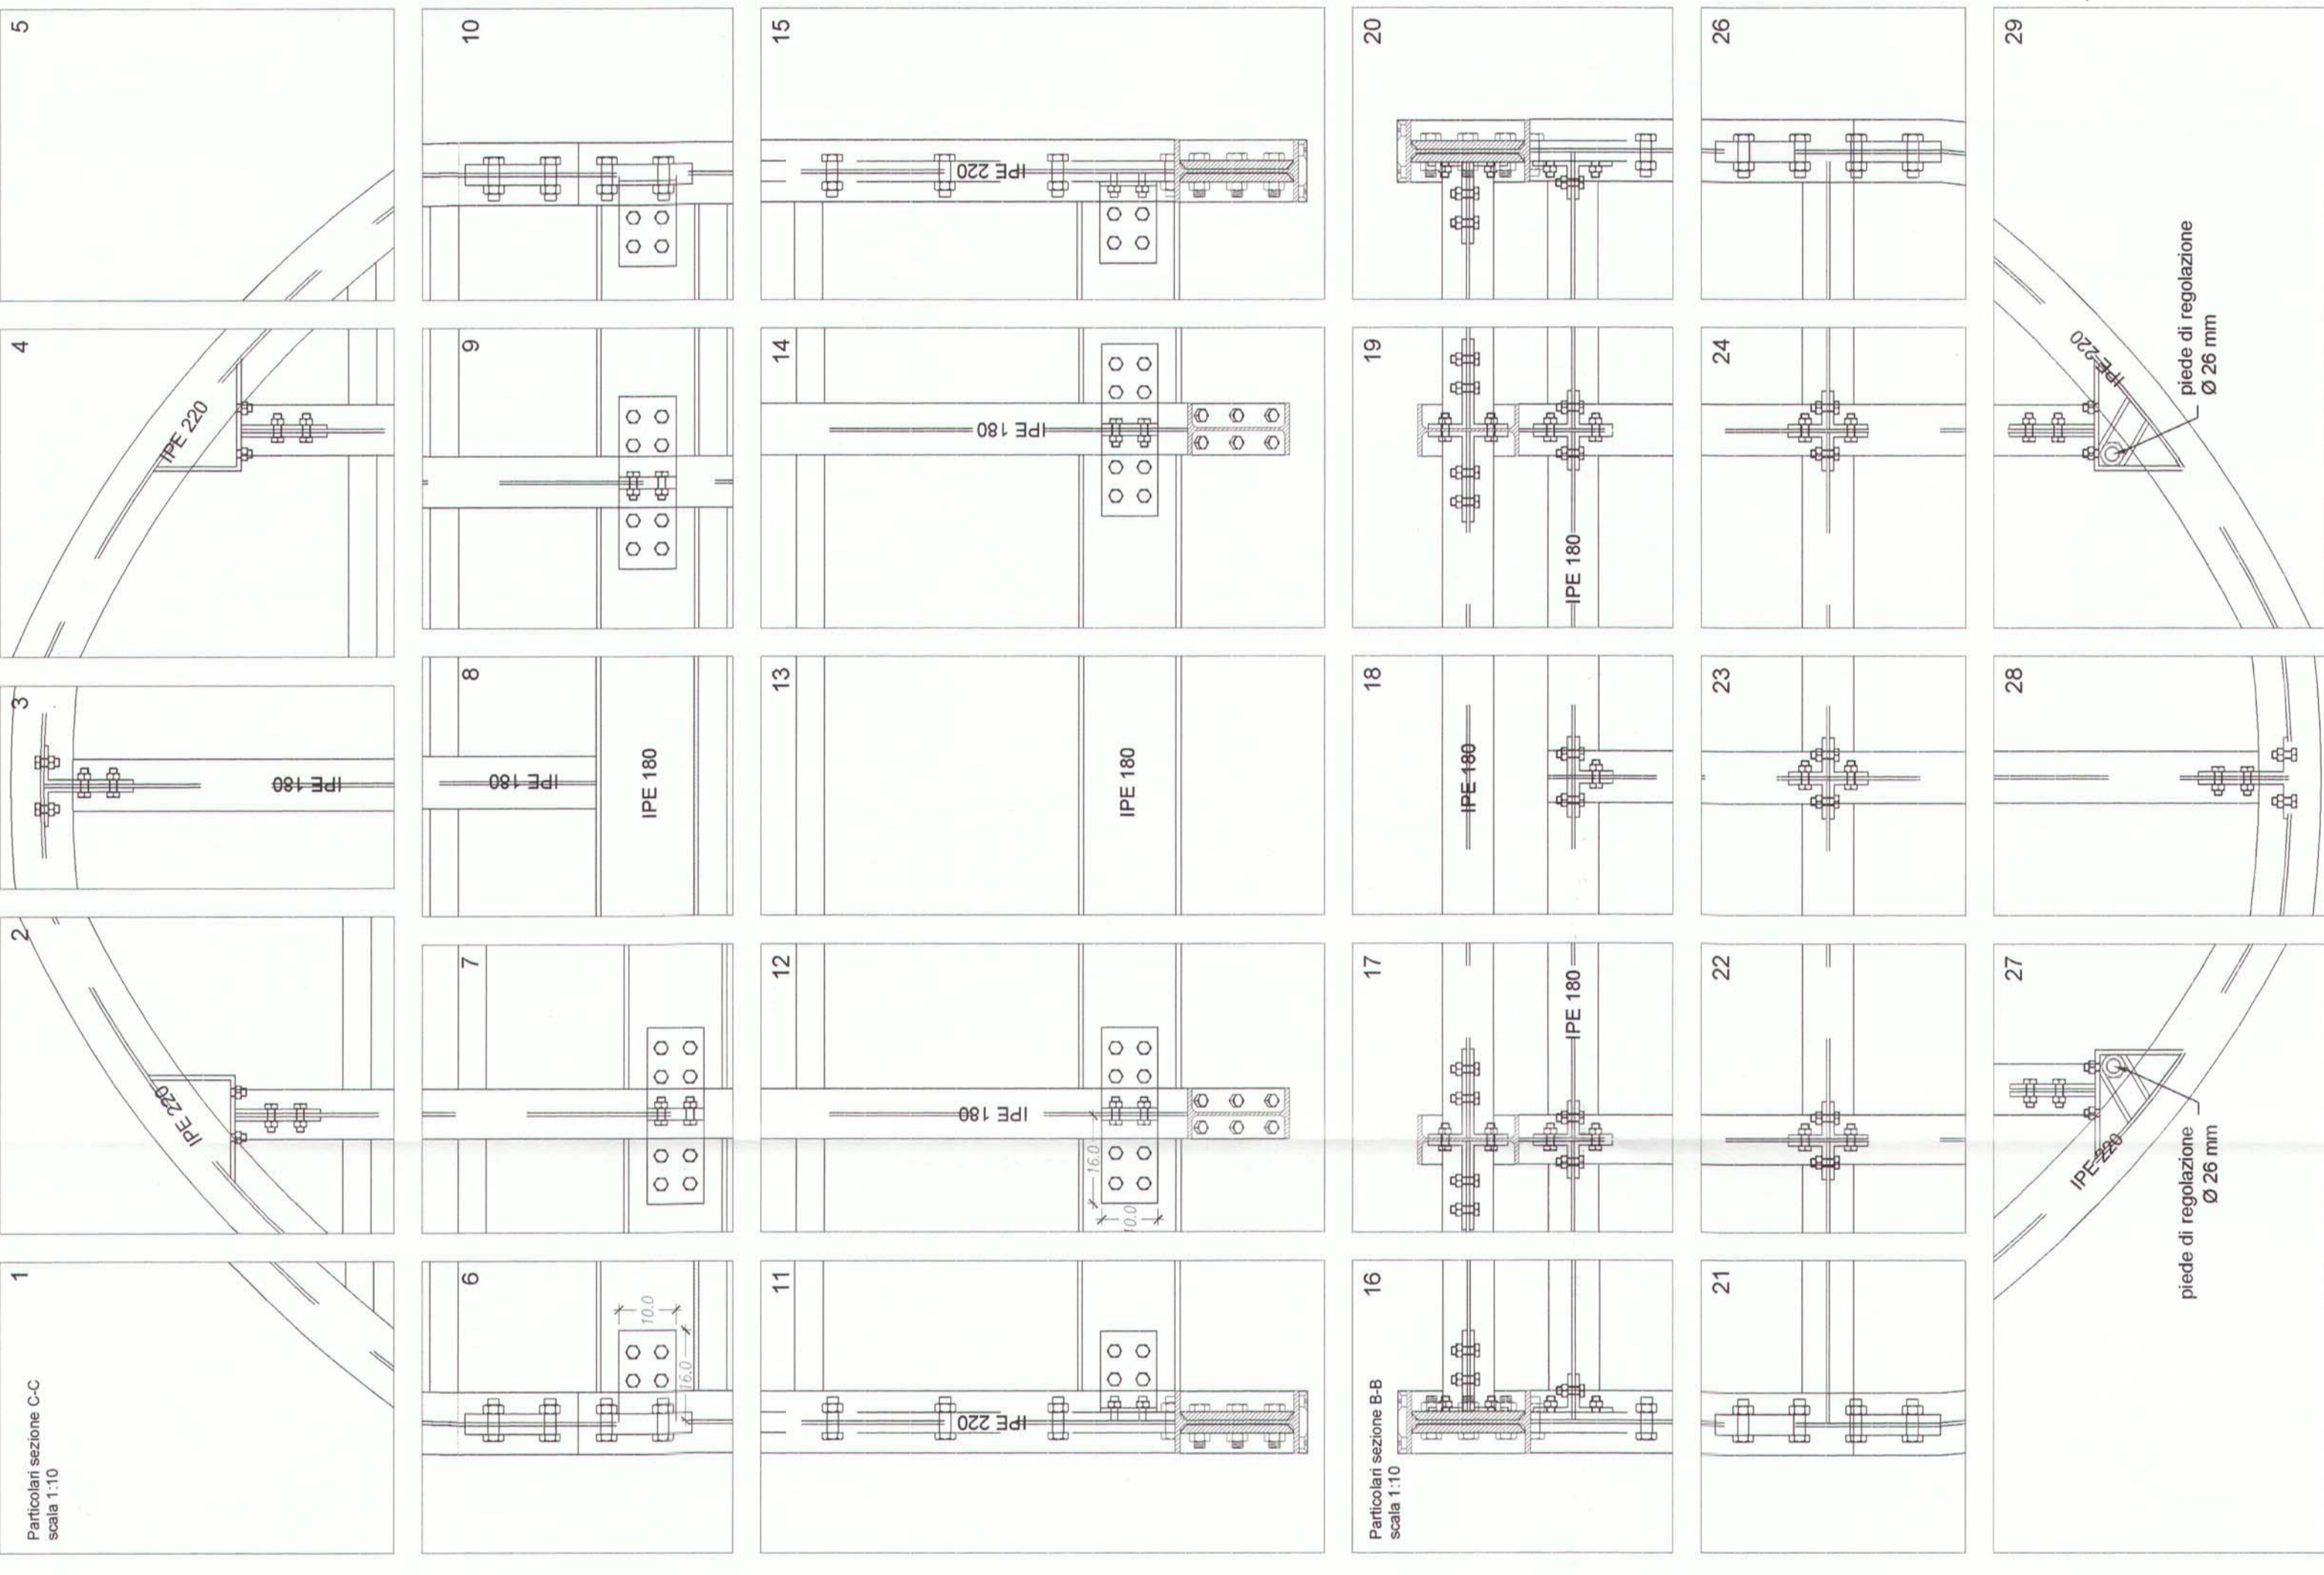 Particolari sezione C-C
scala 1:10
1
2
IPE 220
3
IPE 180
4
IPE 220
5
6
10.0
16.0
7
8
IPE 180
IPE 180
9
10
11
IPE 220
12
IPE 180
16.0
10.0
13
IPE 180
14
IPE 180
15
IPE 220
Particolari sezione B-B
scala 1:10
16
17
IPE 180
18
IPE 180
19
IPE 180
20
21
22
23
24
26
27
IPE 220
piede di regolazione
Ø 26 mm
28
29
IPE 220
piede di regolazione
Ø 26 mm